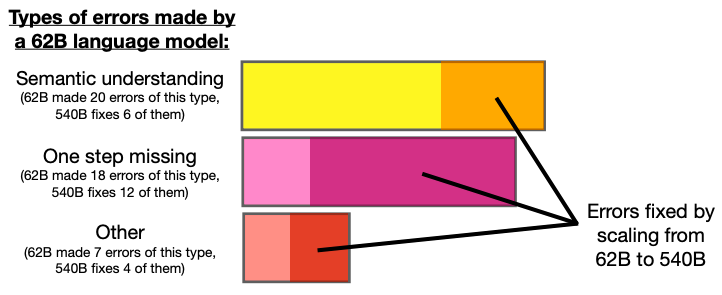 Types of errors made by
a 62B language model:
Semantic understanding
(62B made 20 errors of this type,
540B fixes 6 of them)
One step missing
(62B made 18 errors of this type,
540B fixes 12 of them)
Other
(62B made 7 errors of this type,
540B fixes 4 of them)
Errors fixed by
scaling from
62B to 540B